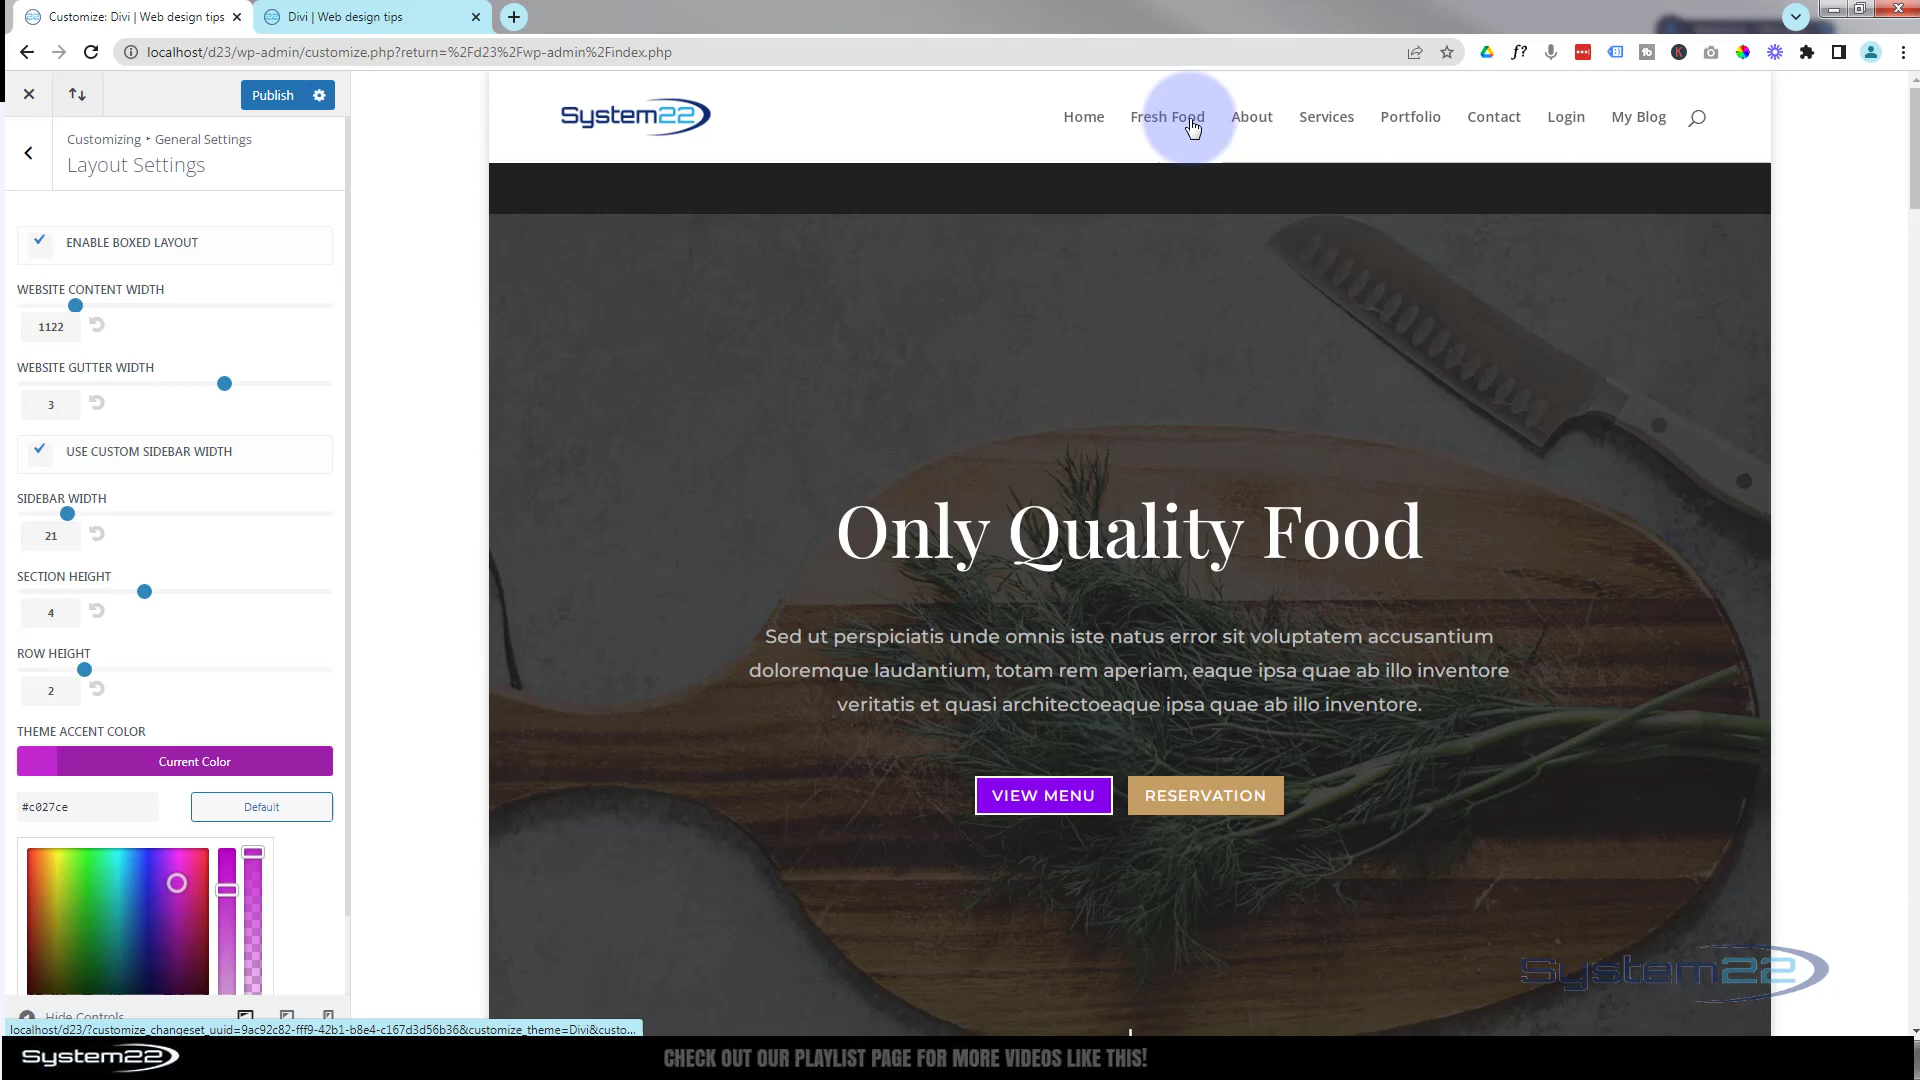 Customize: Divi | Web design tips
Divi | Web design tips
localhost/d23/wp-admin/customize.php?return=%2Fd23%2Fwp-admin%2Findex.php
Publish
Customizing ‣ General Settings
Layout Settings
ENABLE BOXED LAYOUT
WEBSITE CONTENT WIDTH
1122
WEBSITE GUTTER WIDTH
3
USE CUSTOM SIDEBAR WIDTH
SIDEBAR WIDTH
21
SECTION HEIGHT
4
ROW HEIGHT
2
THEME ACCENT COLOR
Current Color
#c027ce
Default
Hide Controls
localhost/d23/?customize_changeset_uuid=9ac92c82-fff9-42b1-b8e4-c167d3d56b36&customize_theme=Divi&custo...
System22
Home Fresh Food About Services Portfolio Contact Login My Blog
Only Quality Food
Sed ut perspiciatis unde omnis iste natus error sit voluptatem accusantium
doloremque laudantium, totam rem aperiam, eaque ipsa quae ab illo inventore
veritatis et quasi architectoeaque ipsa quae ab illo inventore.
VIEW MENU
RESERVATION
System22
System22
CHECK OUT OUR PLAYLIST PAGE FOR MORE VIDEOS LIKE THIS!